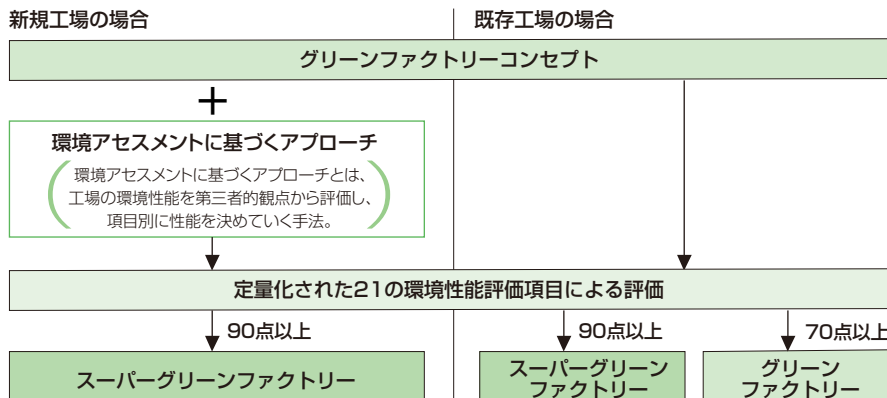 新規工場の場合
既存工場の場合
グリーンファクトリーコンセプト
+
環境アセスメントに基づくアプローチ
環境アセスメントに基づくアプローチとは、
工場の環境性能を第三者的観点から評価し、
項目別に性能を決めていく手法。
定量化された21の環境性能評価項目による評価
90点以上
90点以上
70点以上
スーパーグリーンファクトリー
スーパーグリーン
ファクトリー
グリーン
ファクトリー